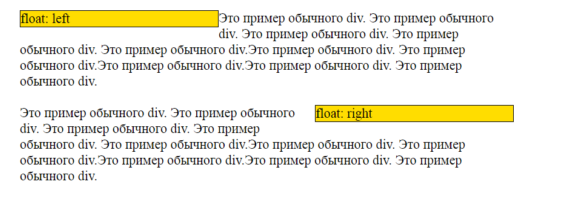 float: left Это пример обычного div. Это пример обычного
div. Это пример обычного div. Это пример
обычного div. Это пример обычного div.Это пример обычного div. Это пример
обычного div.Это пример обычного div.Это пример обычного div. Это пример
обычного div.
Это пример обычного div. Это пример обычного float: right
div. Это пример обычного div. Это пример
обычного div. Это пример обычного div.Это пример обычного div. Это пример
обычного div.Это пример обычного div.Это пример обычного div. Это пример
обычного div.